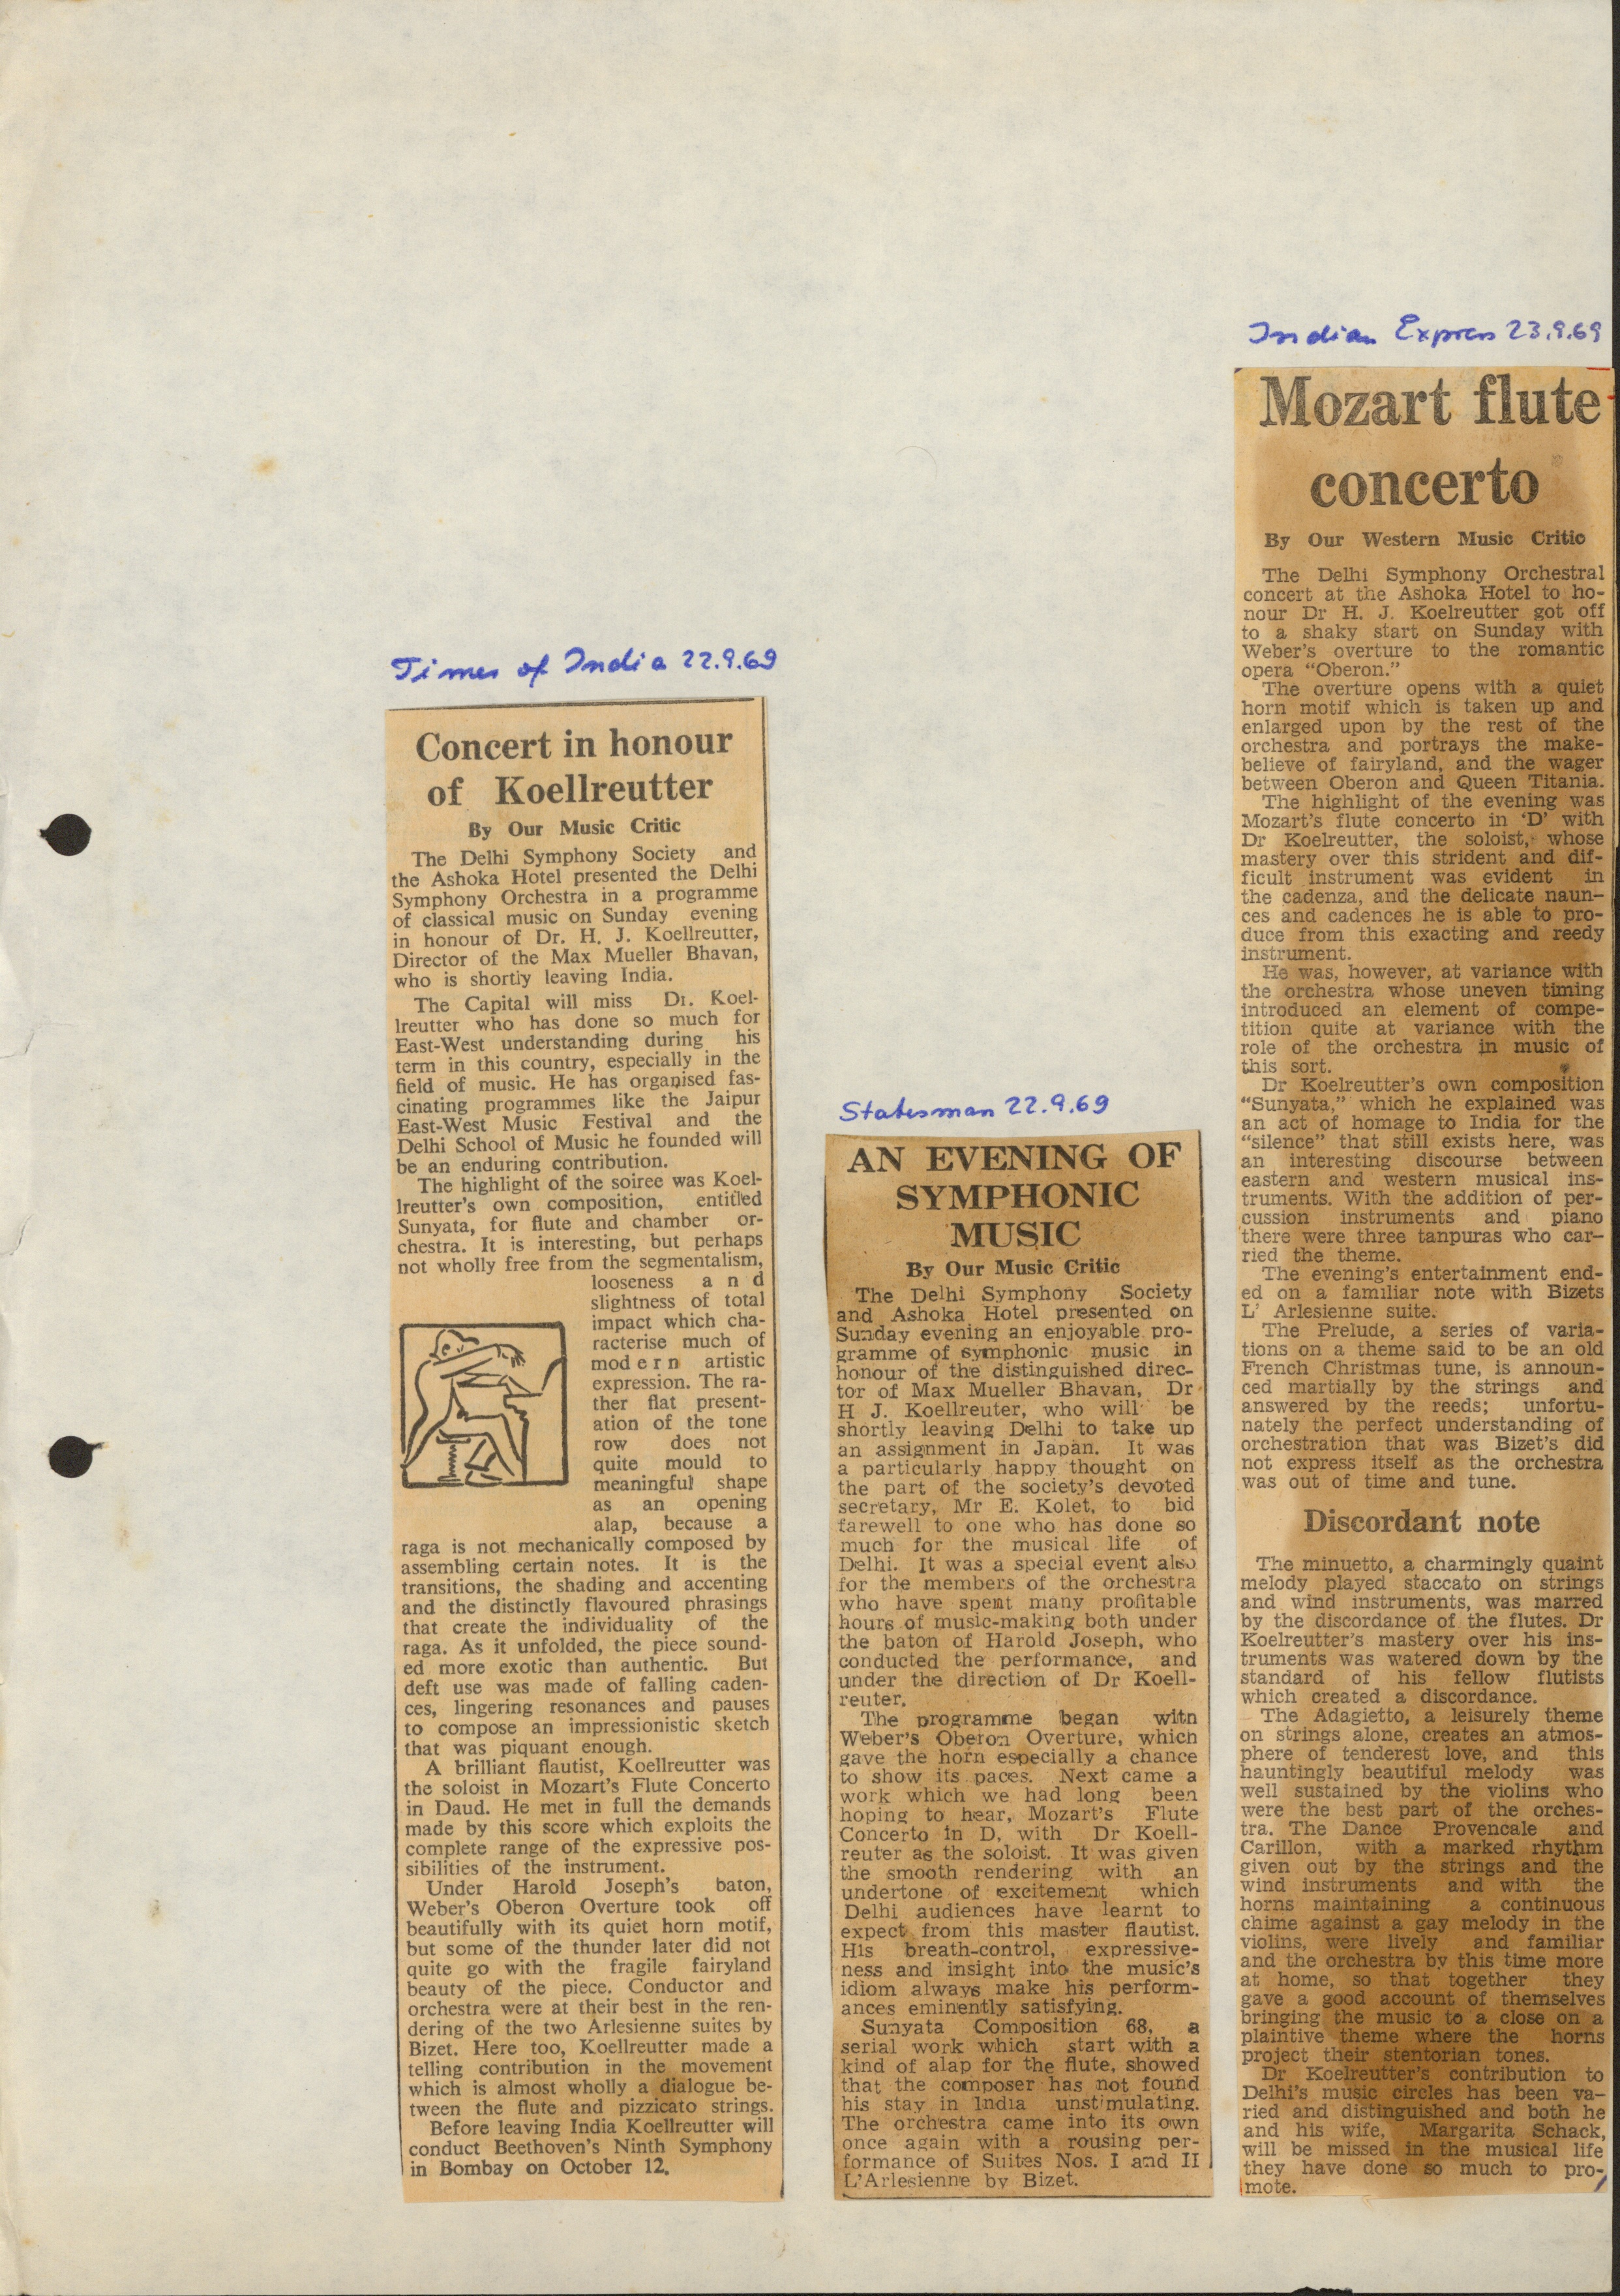 Times of India 22.9.69
Concert in honour
of Koellreutter
By Our Music Critic
The Delhi Symphony Society and
the Ashoka Hotel presented the Delhi
Symphony Orchestra in a programme
of classical music on Sunday evening
in honour of Dr. H. J. Koellreutter,
Director of the Max Mueller Bhavan,
who is shortly leaving India.
The Capital will miss Dr. Koel-
lreutter who has done so much for
East-West understanding during his
term in this country, especially in the
field of music. He has organised fas-
cinating programmes like the Jaipur
East-West Music Festival and the
Delhi School of Music he founded will
be an enduring contribution.
The highlight of the soiree was Koel-
lreutter's own composition, entitled
Sunyata, for flute and chamber or-
chestra. It is interesting, but perhaps
not wholly free from the segmentalism,
looseness and
slightness of total
impact which cha-
racterise much of
modern artistic
expression. The ra-
ther flat present-
ation of the tone
row does not
quite mould to
meaningful shape
as an opening
alap, because a
raga is not mechanically composed by
assembling certain notes. It is the
transitions, the shading and accenting
and the distinctly flavoured phrasings
that create the individuality of the
raga. As it unfolded, the piece sound-
ed more exotic than authentic. But
deft use was made of falling caden-
ces, lingering resonances and pauses
to compose an impressionistic sketch
that was piquant enough.
A brilliant flautist, Koellreutter was
the soloist in Mozart's Flute Concerto
in Daud. He met in full the demands
made by this score which exploits the
complete range of the expressive pos-
sibilities of the instrument.
Under Harold Joseph's baton,
Weber's Oberon Overture took off
beautifully with its quiet horn motif,
but some of the thunder later did not
quite go with the fragile fairyland
beauty of the piece. Conductor and
orchestra were at their best in the ren-
dering of the two Arlesienne suites by
Bizet. Here too, Koellreutter made a
telling contribution in the movement
which is almost wholly a dialogue be-
tween the flute and pizzicato strings.
Before leaving India Koellreutter will
conduct Beethoven's Ninth Symphony
in Bombay on October 12.
Statesman 22.9.69
AN EVENING OF
SYMPHONIC
MUSIC
By Our Music Critic
The Delhi Symphony Society
and Ashoka Hotel presented on
Sunday evening an enjoyable pro-
gramme of symphonic music in
honour of the distinguished direc-
tor of Max Mueller Bhavan, Dr
H J. Koellreuter, who will be
shortly leaving Delhi to take up
an assignment in Japan. It was
a particularly happy thought on
the part of the society's devoted
secretary, Mr E. Kolet, to bid
farewell to one who has done so
much for the musical life of
Delhi. It was a special event also
for the members of the orchestra
who have spent many profitable
hours of music-making both under
the baton of Harold Joseph, who
conducted the performance, and
under the direction of Dr Koell-
reuter.
The programme began with
Weber's Oberon Overture, which
gave the horn especially a chance
to show its paces. Next came a
work which we had long been
hoping to hear, Mozart's Flute
Concerto in D, with Dr Koell-
reuter as the soloist. It was given
the smooth rendering with an
undertone of excitement which
Delhi audiences have learnt to
expect from this master flautist.
His breath-control, expressive-
ness and insight into the music's
idiom always make his perform-
ances eminently satisfying.
Sunyata Composition 68, a
serial work which start with a
kind of alap for the flute, showed
that the composer has not found
his stay in India unstimulating.
The orchestra came into its own
once again with a rousing per-
formance of Suites Nos. I and II
L'Arlesienne by Bizet.
Indian Express 23.9.69
Mozart flute
concerto
By Our Western Music Critic
The Delhi Symphony Orchestral
concert at the Ashoka Hotel to ho-
nour Dr H. J. Koelreutter got off
to a shaky start on Sunday with
Weber's overture to the romantic
opera "Oberon."
The overture opens with a quiet
horn motif which is taken up and
enlarged upon by the rest of the
orchestra and portrays the make-
believe of fairyland, and the wager
between Oberon and Queen Titania.
The highlight of the evening was
Mozart's flute concerto in 'D' with
Dr Koelreutter, the soloist, whose
mastery over this strident and dif-
ficult instrument was evident in
the cadenza, and the delicate naun-
ces and cadences he is able to pro-
duce from this exacting and reedy
instrument.
He was, however, at variance with
the orchestra whose uneven timing
introduced an element of compe-
tition quite at variance with the
role of the orchestra in music of
this sort.
Dr Koelreutter's own composition
"Sunyata," which he explained was
an act of homage to India for the
"silence" that still exists here, was
an interesting discourse between
eastern and western musical ins-
truments. With the addition of per-
cussion instruments and piano
there were three tanpuras who car-
ried the theme.
The evening's entertainment end-
ed on a familiar note with Bizets
L' Arlesienne suite.
The Prelude, a series of varia-
tions on a theme said to be an old
French Christmas tune, is announ-
ced martially by the strings and
answered by the reeds; unfortu-
nately the perfect understanding of
orchestration that was Bizet's did
not express itself as the orchestra
was out of time and tune.
Discordant note
The minuetto, a charmingly quaint
melody played staccato on strings
and wind instruments, was marred
by the discordance of the flutes. Dr
Koelreutter's mastery over his ins-
truments was watered down by the
standard of his fellow flutists
which created a discordance.
The Adagietto, a leisurely theme
on strings alone, creates an atmos-
phere of tenderest love, and this
hauntingly beautiful melody was
well sustained by the violins who
were the best part of the orches-
tra. The Dance Provencale and
Carillon, with a marked rhythm
given out by the strings and the
wind instruments and with the
horns maintaining a continuous
chime against a gay melody in the
violins, were lively and familiar
and the orchestra by this time more
at home, so that together they
gave a good account of themselves
bringing the music to a close on a
plaintive theme where the horns
project their stentorian tones.
Dr Koelreutter's contribution to
Delhi's music circles has been va-
ried and distinguished and both he
and his wife, Margarita Schack,
will be missed in the musical life
they have done so much to pro-
mote.